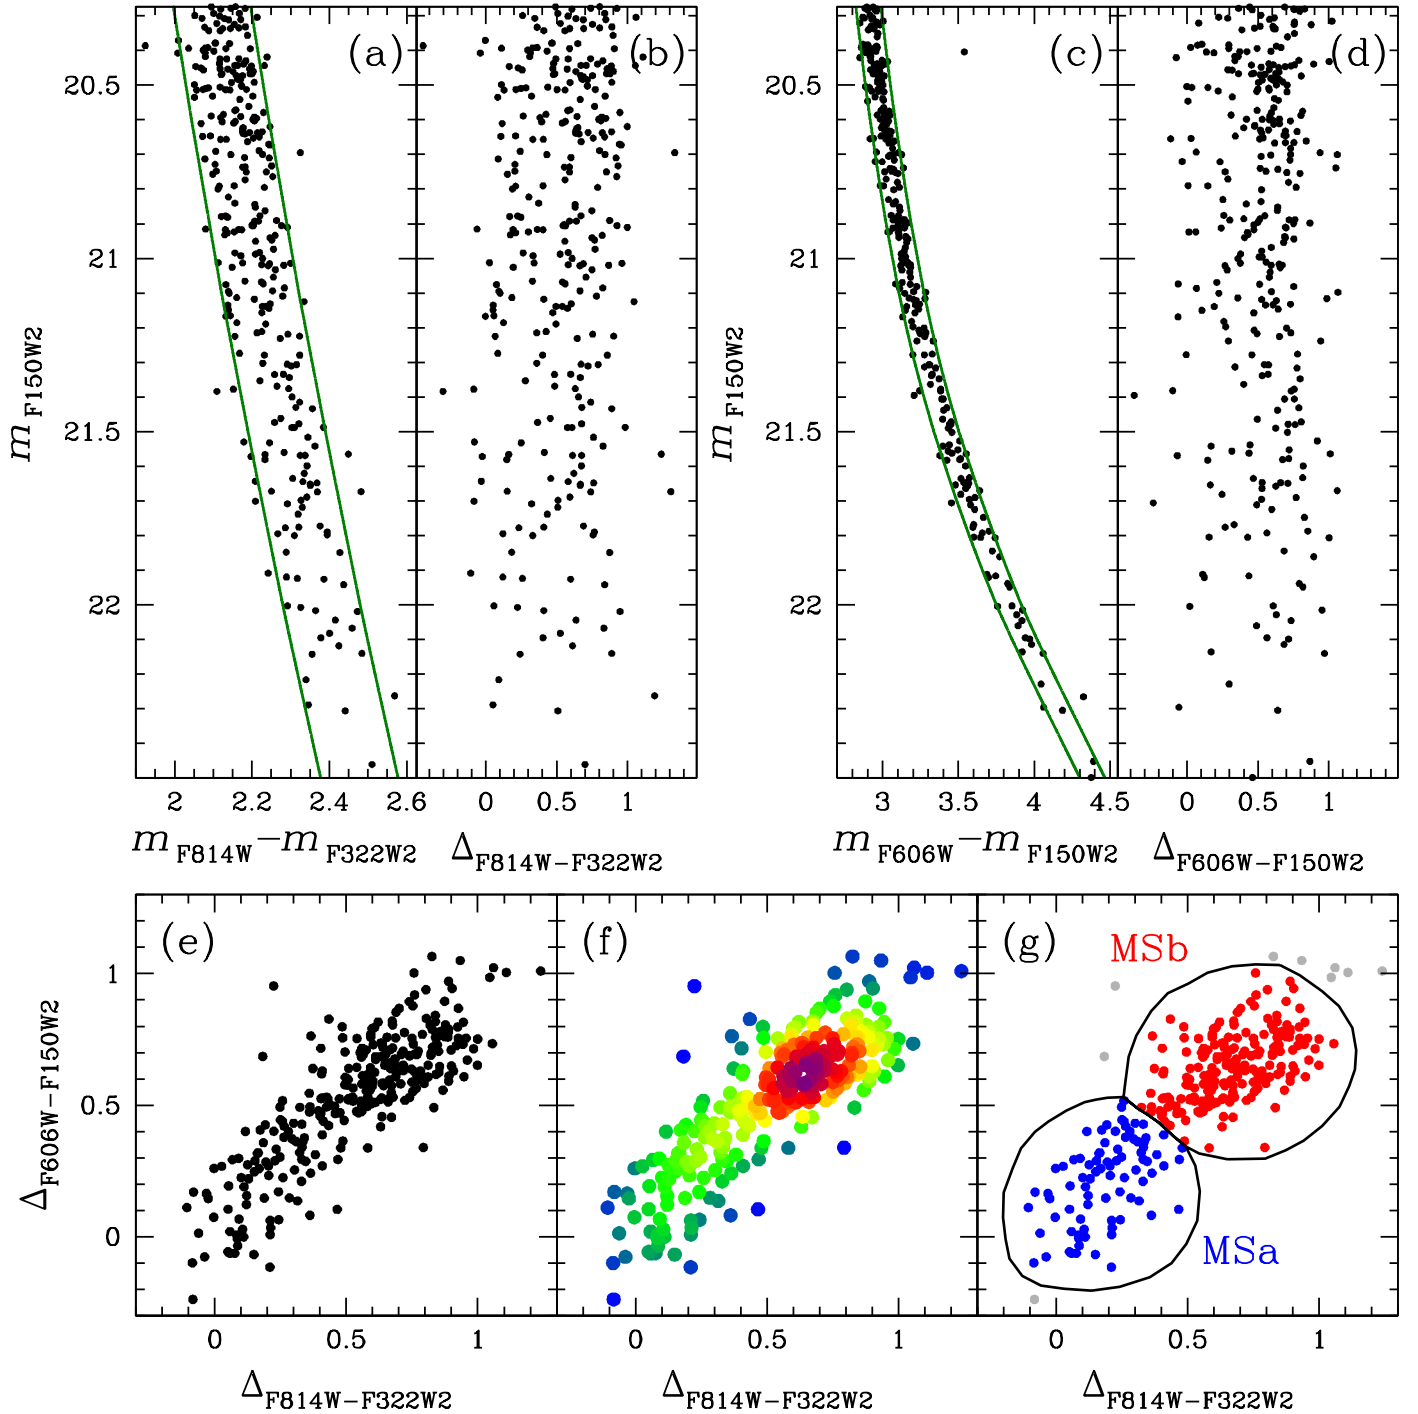 (a)
(b)
(c)
(d)
20.5
21
21.5
22
m F150W2
20.5
21
21.5
22
m F150W2
2 2.2 2.4 2.6
0 0.5 1
3 3.5 4 4.5
0 0.5 1
m F814W−m F322W2
Δ F814W−F322W2
m F606W−m F150W2
Δ F606W−F150W2
(e)
(f)
(g)
MSb
MSa
1
0.5
0
Δ F606W−F150W2
0 0.5 1
0 0.5 1
0 0.5 1
Δ F814W−F322W2
Δ F814W−F322W2
Δ F814W−F322W2